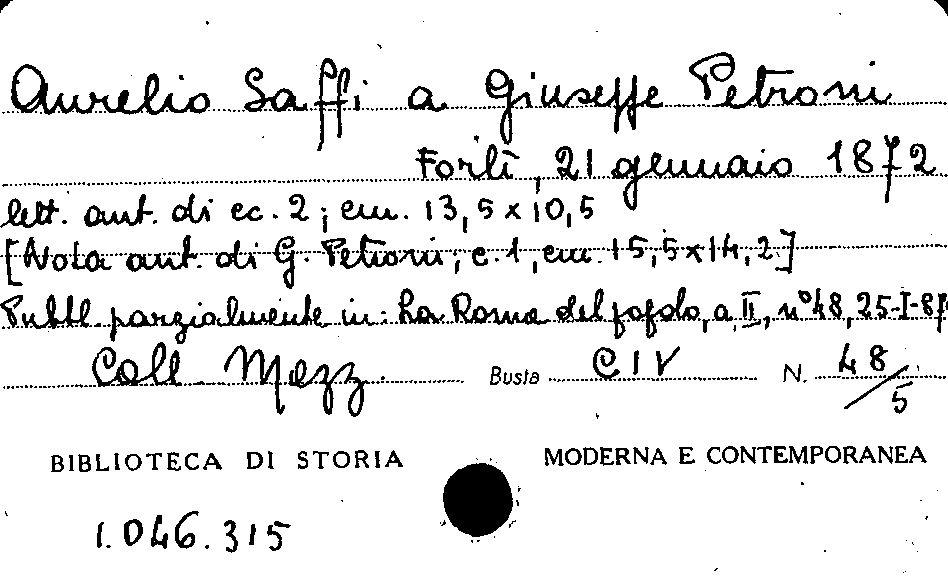 Aurelio Saffi a Giuseppe Petroni
Forlì, 21 gennaio 1872
lett. aut. di cc. 2; cm. 13,5 x 10,5
[Nota aut. di G. Petroni, c. 1, cm. 15,5 x 14,2]
Pubbl. parzialmente in: La Roma del popolo, a. II, n° 48, 25-I-87
Coll. Mazz. Busta CIV N. 48/5
BIBLIOTECA DI STORIA MODERNA E CONTEMPORANEA
1.046.315